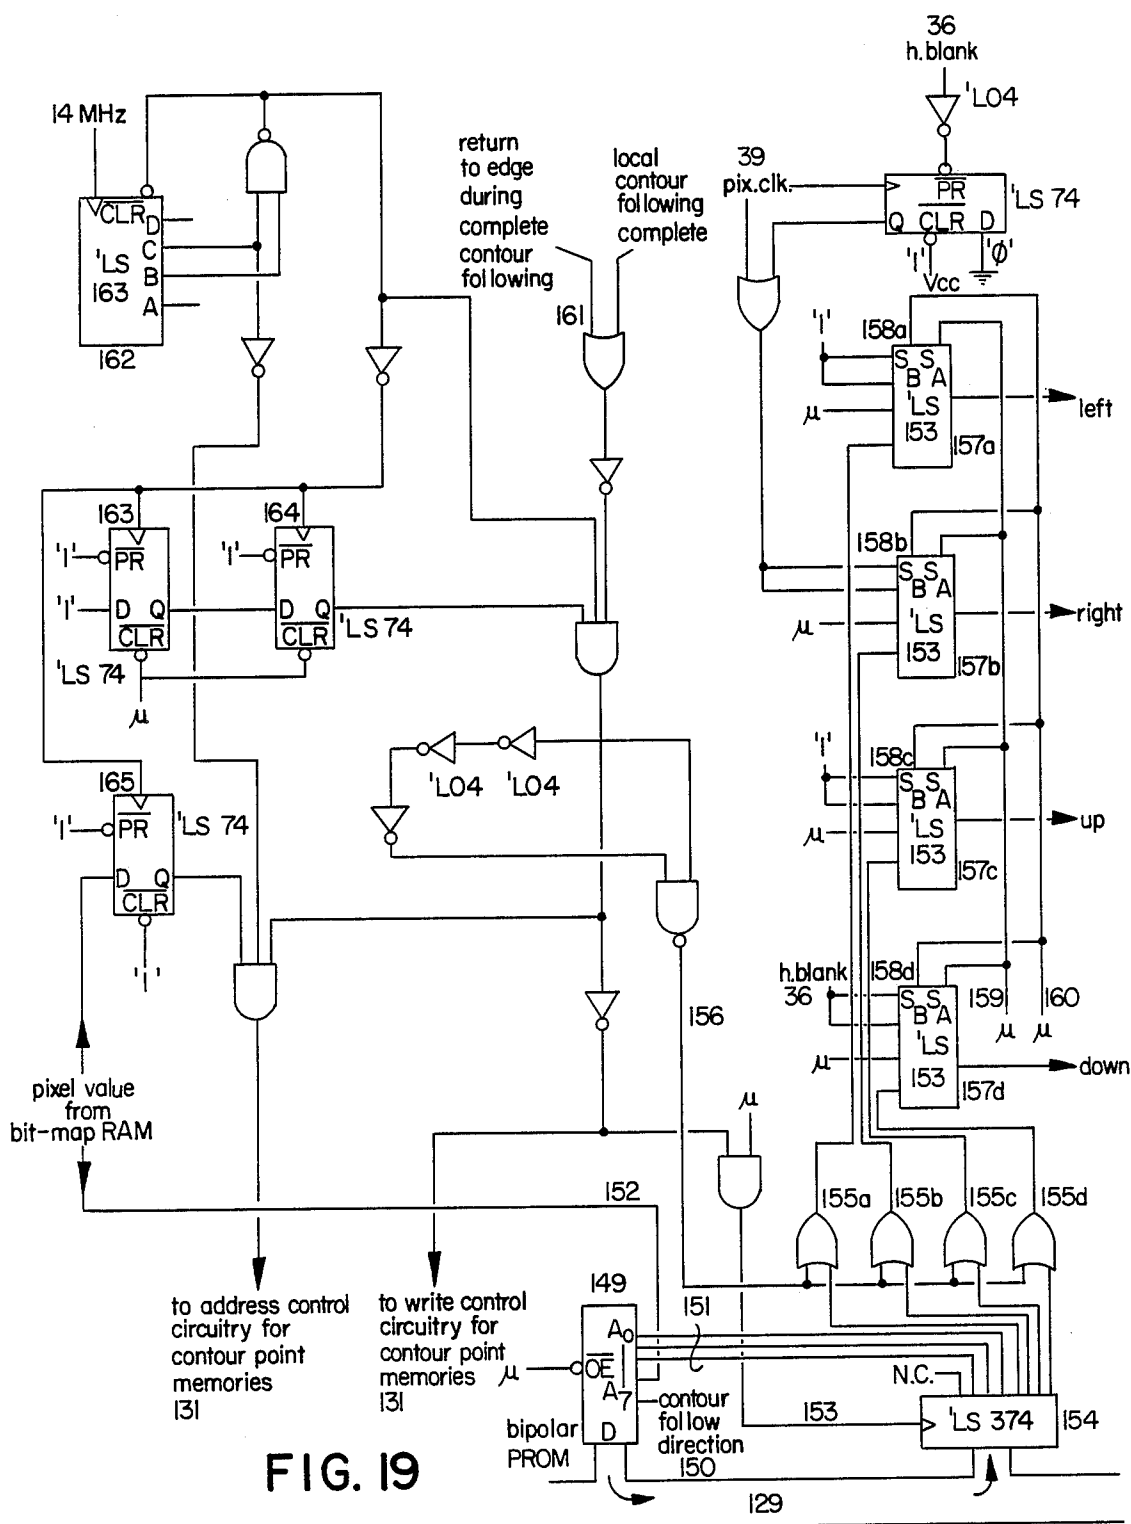 36
h.blank
'LO4
14 MHz
return
to edge
during
complete
contour
following
local
contour
following
complete
39
pix.clk.
PR
CLR
Q
D
'LS 74
'1'
Vcc
'Ø'
CLR
D
C
B
A
'LS
163
162
161
'1'
158a
S S
B A
'LS
153
157a
μ
left
163
'1'
PR
'1'
D Q
CLR
'LS 74
μ
164
'1'
PR
D Q
CLR
'LS 74
158b
S S
B A
'LS
153
157b
μ
right
'LO4
'LO4
'1'
158c
S S
B A
'LS
153
157c
μ
up
165
'1'
PR
'LS 74
D Q
CLR
'1'
h.blank
36
158d
S S
B A
'LS
153
157d
μ
down
159
μ
160
μ
156
pixel value
from
bit-map RAM
μ
152
155a
155b
155c
155d
to address control
circuitry for
contour point
memories
131
to write control
circuitry for
contour point
memories
131
149
A0
OE
A7
D
μ
151
contour
follow
direction
150
bipolar
PROM
N.C.
153
'LS 374
154
129
FIG. 19